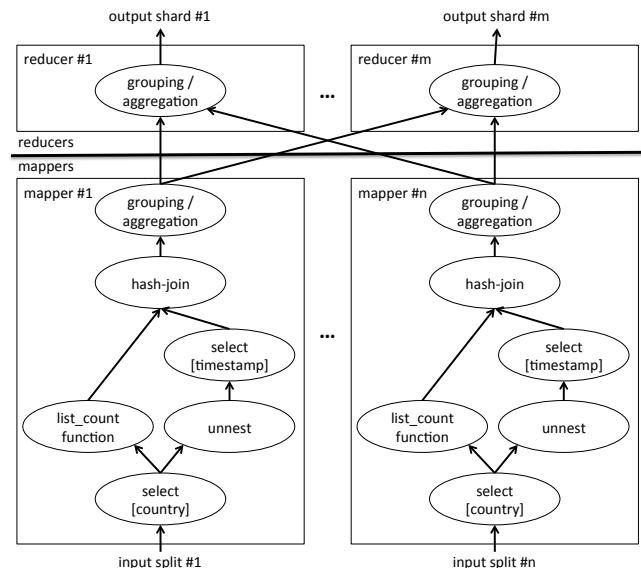 output shard #1
output shard #m
reducer #1
reducer #m
grouping /
aggregation
...
grouping /
aggregation
reducers
mappers
mapper #1
mapper #n
grouping /
aggregation
grouping /
aggregation
hash-join
hash-join
...
select
[timestamp]
select
[timestamp]
list_count
function
unnest
list_count
function
unnest
select
[country]
select
[country]
input split #1
input split #n